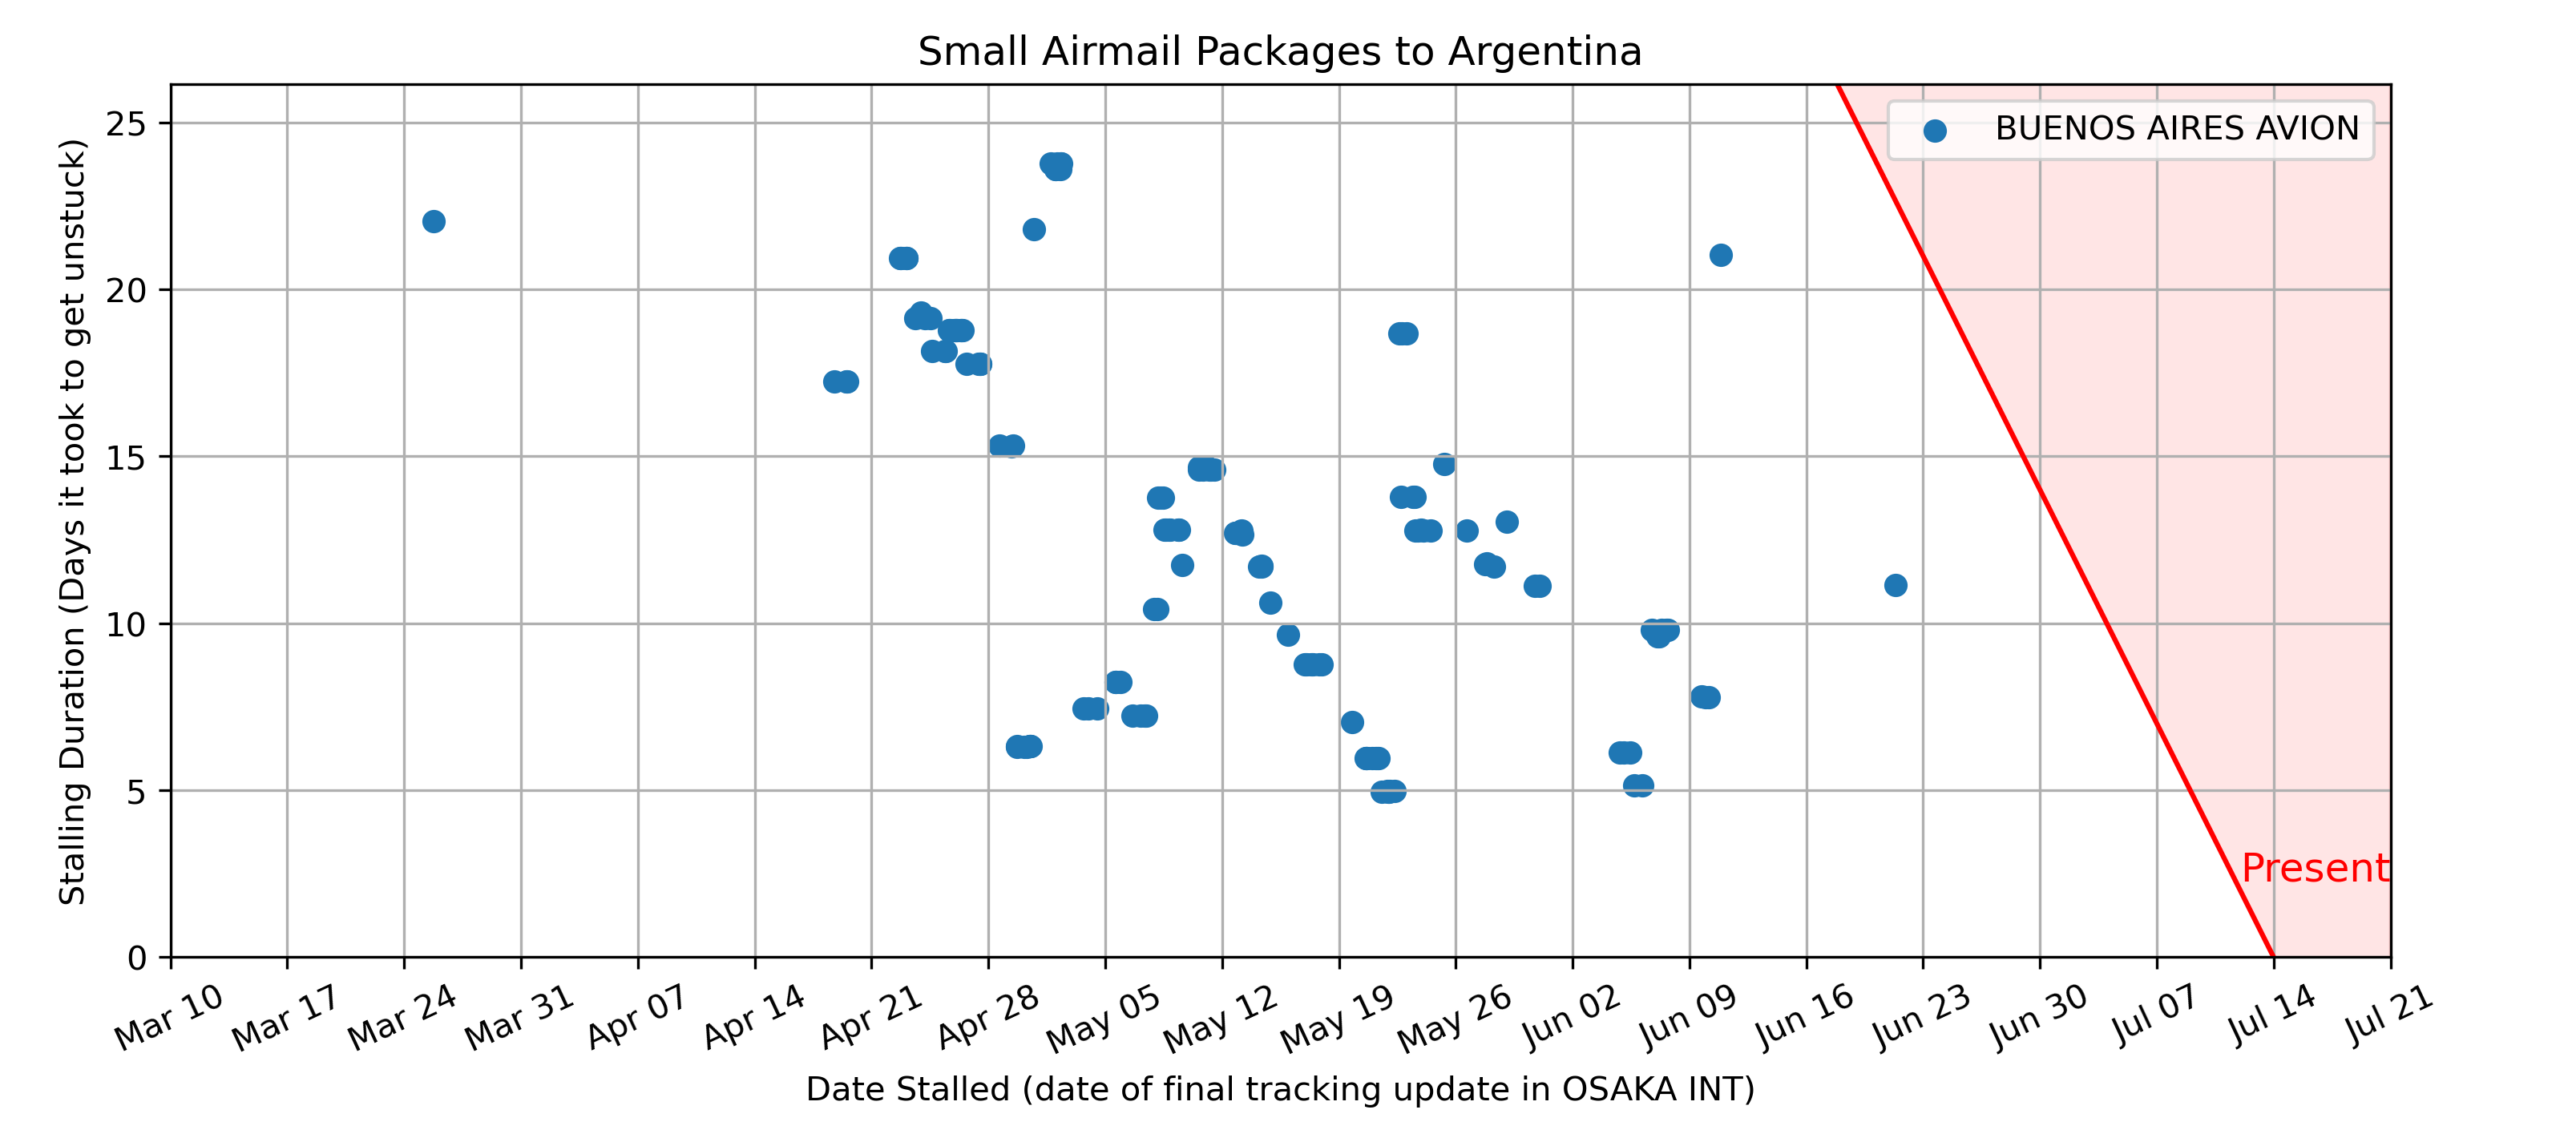 Small Airmail Packages to Argentina
BUENOS AIRES AVION
Stalling Duration (Days it took to get unstuck)
25
20
15
10
5
0
Present
Mar 10
Mar 17
Mar 24
Mar 31
Apr 07
Apr 14
Apr 21
Apr 28
May 05
May 12
May 19
May 26
Jun 02
Jun 09
Jun 16
Jun 23
Jun 30
Jul 07
Jul 14
Jul 21
Date Stalled (date of final tracking update in OSAKA INT)